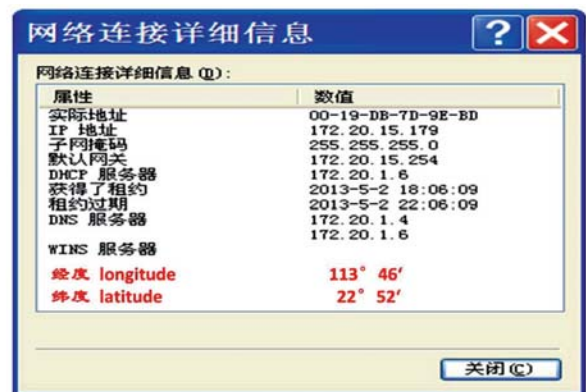 网络连接详细信息
网络连接详细信息(D):
属性 数值
实际地址 00-19-DB-7D-9E-BD
IP 地址 172.20.15.179
子网掩码 255.255.255.0
默认网关 172.20.15.254
DHCP 服务器 172.20.1.6
获得了租约 2013-5-2 18:06:09
租约过期 2013-5-2 22:06:09
DNS 服务器 172.20.1.4
172.20.1.6
WINS 服务器
经度 longitude 113° 46‘
纬度 latitude 22° 52‘
关闭(C)